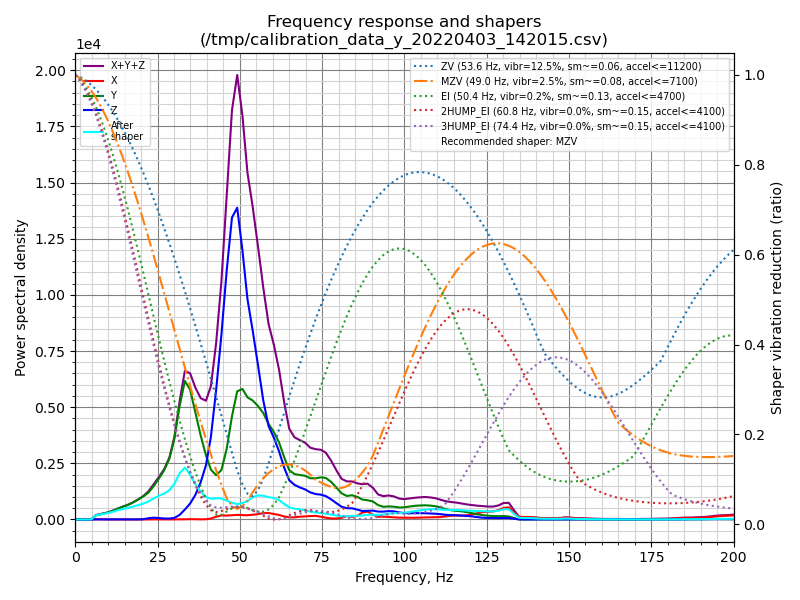 Frequency response and shapers
(/tmp/calibration_data_y_20220403_142015.csv)
1e4
X+Y+Z
X
Y
Z
After
shaper
ZV (53.6 Hz, vibr=12.5%, sm~=0.06, accel<=11200)
MZV (49.0 Hz, vibr=2.5%, sm~=0.08, accel<=7100)
EI (50.4 Hz, vibr=0.2%, sm~=0.13, accel<=4700)
2HUMP_EI (60.8 Hz, vibr=0.0%, sm~=0.15, accel<=4100)
3HUMP_EI (74.4 Hz, vibr=0.0%, sm~=0.15, accel<=4100)
Recommended shaper: MZV
Power spectral density
2.00
1.75
1.50
1.25
1.00
0.75
0.50
0.25
0.00
1.0
0.8
0.6
0.4
0.2
0.0
Shaper vibration reduction (ratio)
0 25 50 75 100 125 150 175 200
Frequency, Hz